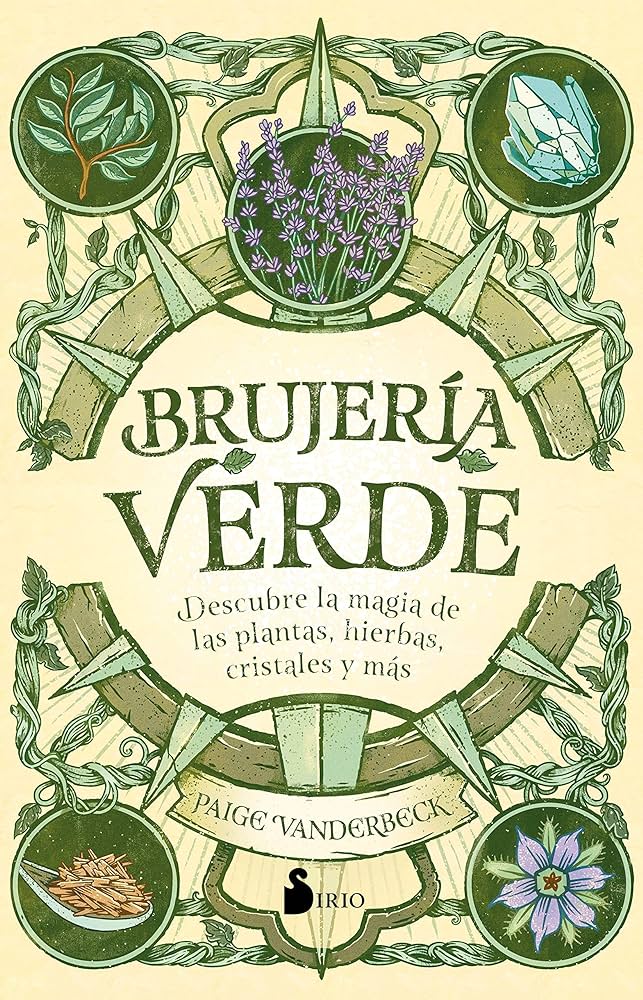 BRUJERÍA
VERDE
Descubre la magia de
las plantas, hierbas,
cristales y más
PAIGE VANDERBECK
SIRIO